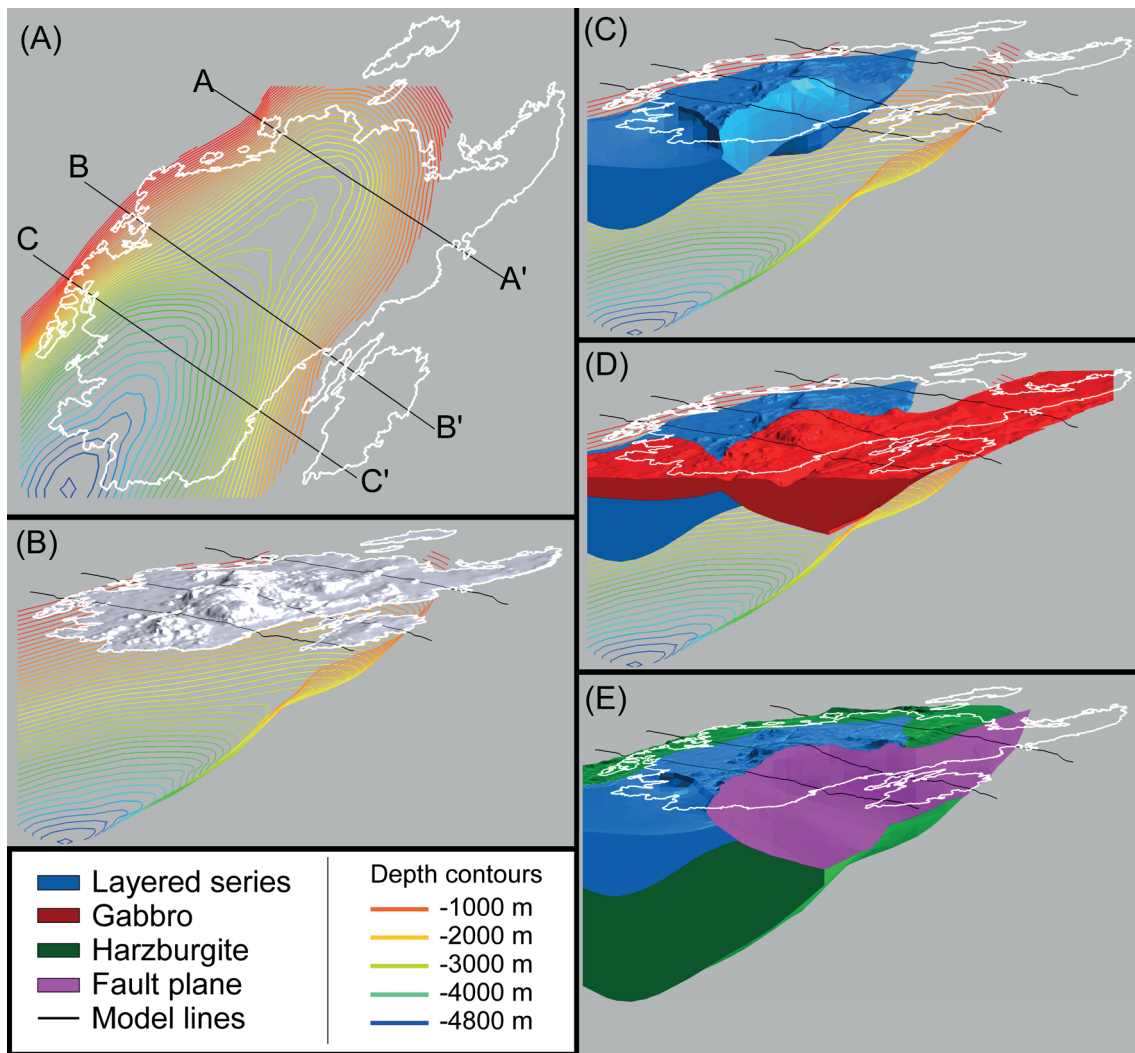 (A)
A
B
C
A'
B'
C'
(B)
(C)
(D)
(E)
Layered series
Gabbro
Harzburgite
Fault plane
Model lines
Depth contours
-1000 m
-2000 m
-3000 m
-4000 m
-4800 m